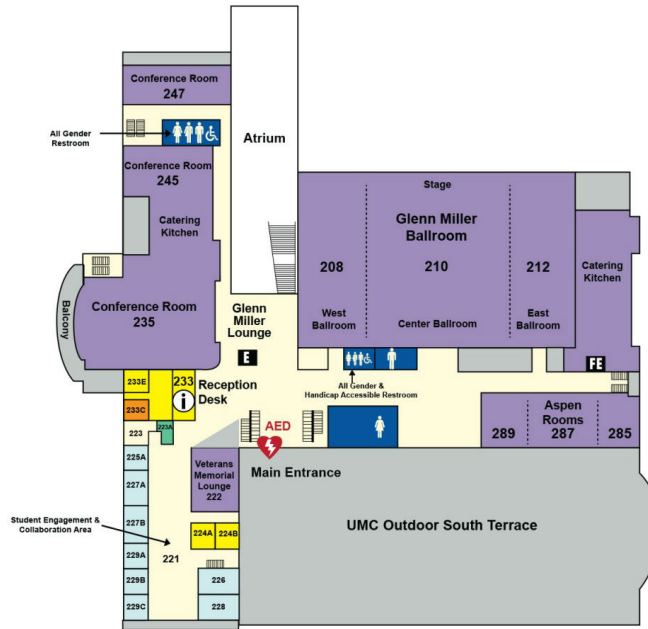 Conference Room
247
All Gender
Restroom
Atrium
Conference Room
245
Catering
Kitchen
Stage
Glenn Miller
Ballroom
208
210
212
Catering
Kitchen
West
Ballroom
Center Ballroom
East
Ballroom
Balcony
Conference Room
235
Glenn
Miller
Lounge
E
FE
All Gender &
Handicap Accessible Restroom
233E
233
i
Reception
Desk
233C
223
223A
AED
Main Entrance
Aspen
Rooms
289
287
285
225A
227A
227B
229A
229B
229C
Veterans
Memorial
Lounge
222
Student Engagement &
Collaboration Area
221
224A
224B
226
228
UMC Outdoor South Terrace